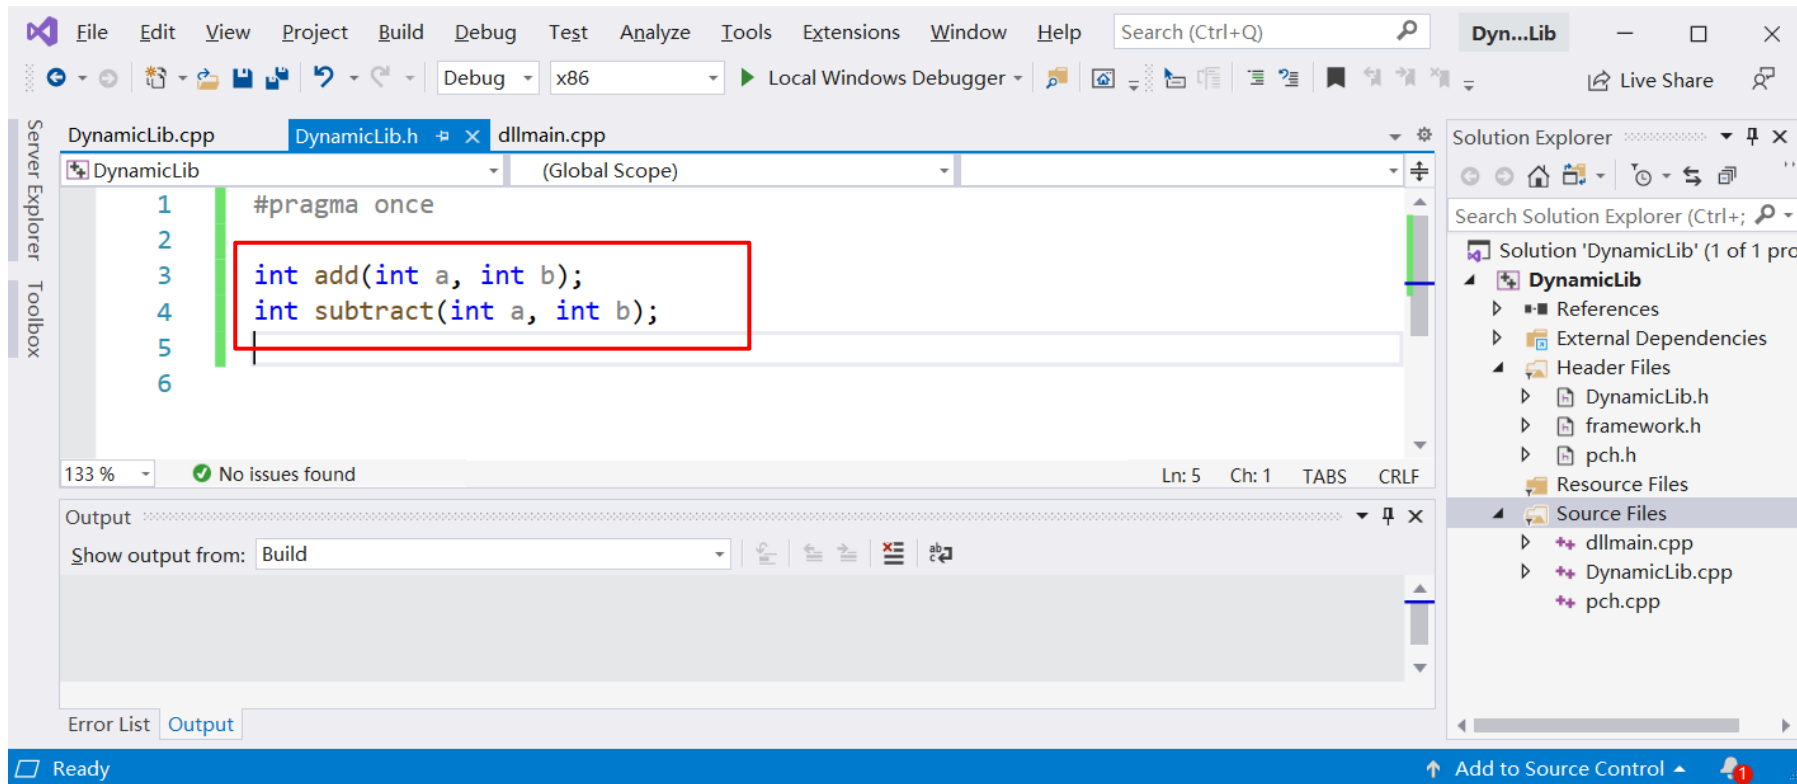 File Edit View Project Build Debug Test Analyze Tools Extensions Window Help Search (Ctrl+Q) Dyn...Lib
Debug x86 Local Windows Debugger Live Share
Server Explorer
Toolbox
DynamicLib.cpp DynamicLib.h dllmain.cpp
DynamicLib (Global Scope)
1 #pragma once
2
3 int add(int a, int b);
4 int subtract(int a, int b);
5
6
133 % No issues found Ln: 5 Ch: 1 TABS CRLF
Output
Show output from: Build
Error List Output
Solution Explorer
Search Solution Explorer (Ctrl+;
Solution 'DynamicLib' (1 of 1 pro
DynamicLib
References
External Dependencies
Header Files
DynamicLib.h
framework.h
pch.h
Resource Files
Source Files
dllmain.cpp
DynamicLib.cpp
pch.cpp
Ready Add to Source Control 1